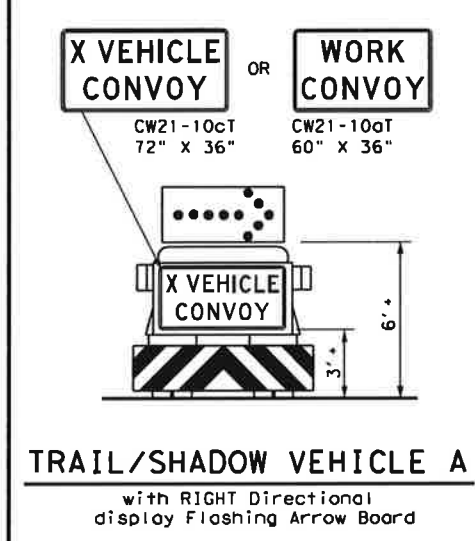 X VEHICLE
CONVOY
OR
WORK
CONVOY
CW21-10cT
72" X 36"
CW21-10aT
60" X 36"
X VEHICLE
CONVOY
6'+
3'+
TRAIL/SHADOW VEHICLE A
with RIGHT Directional
display Flashing Arrow Board